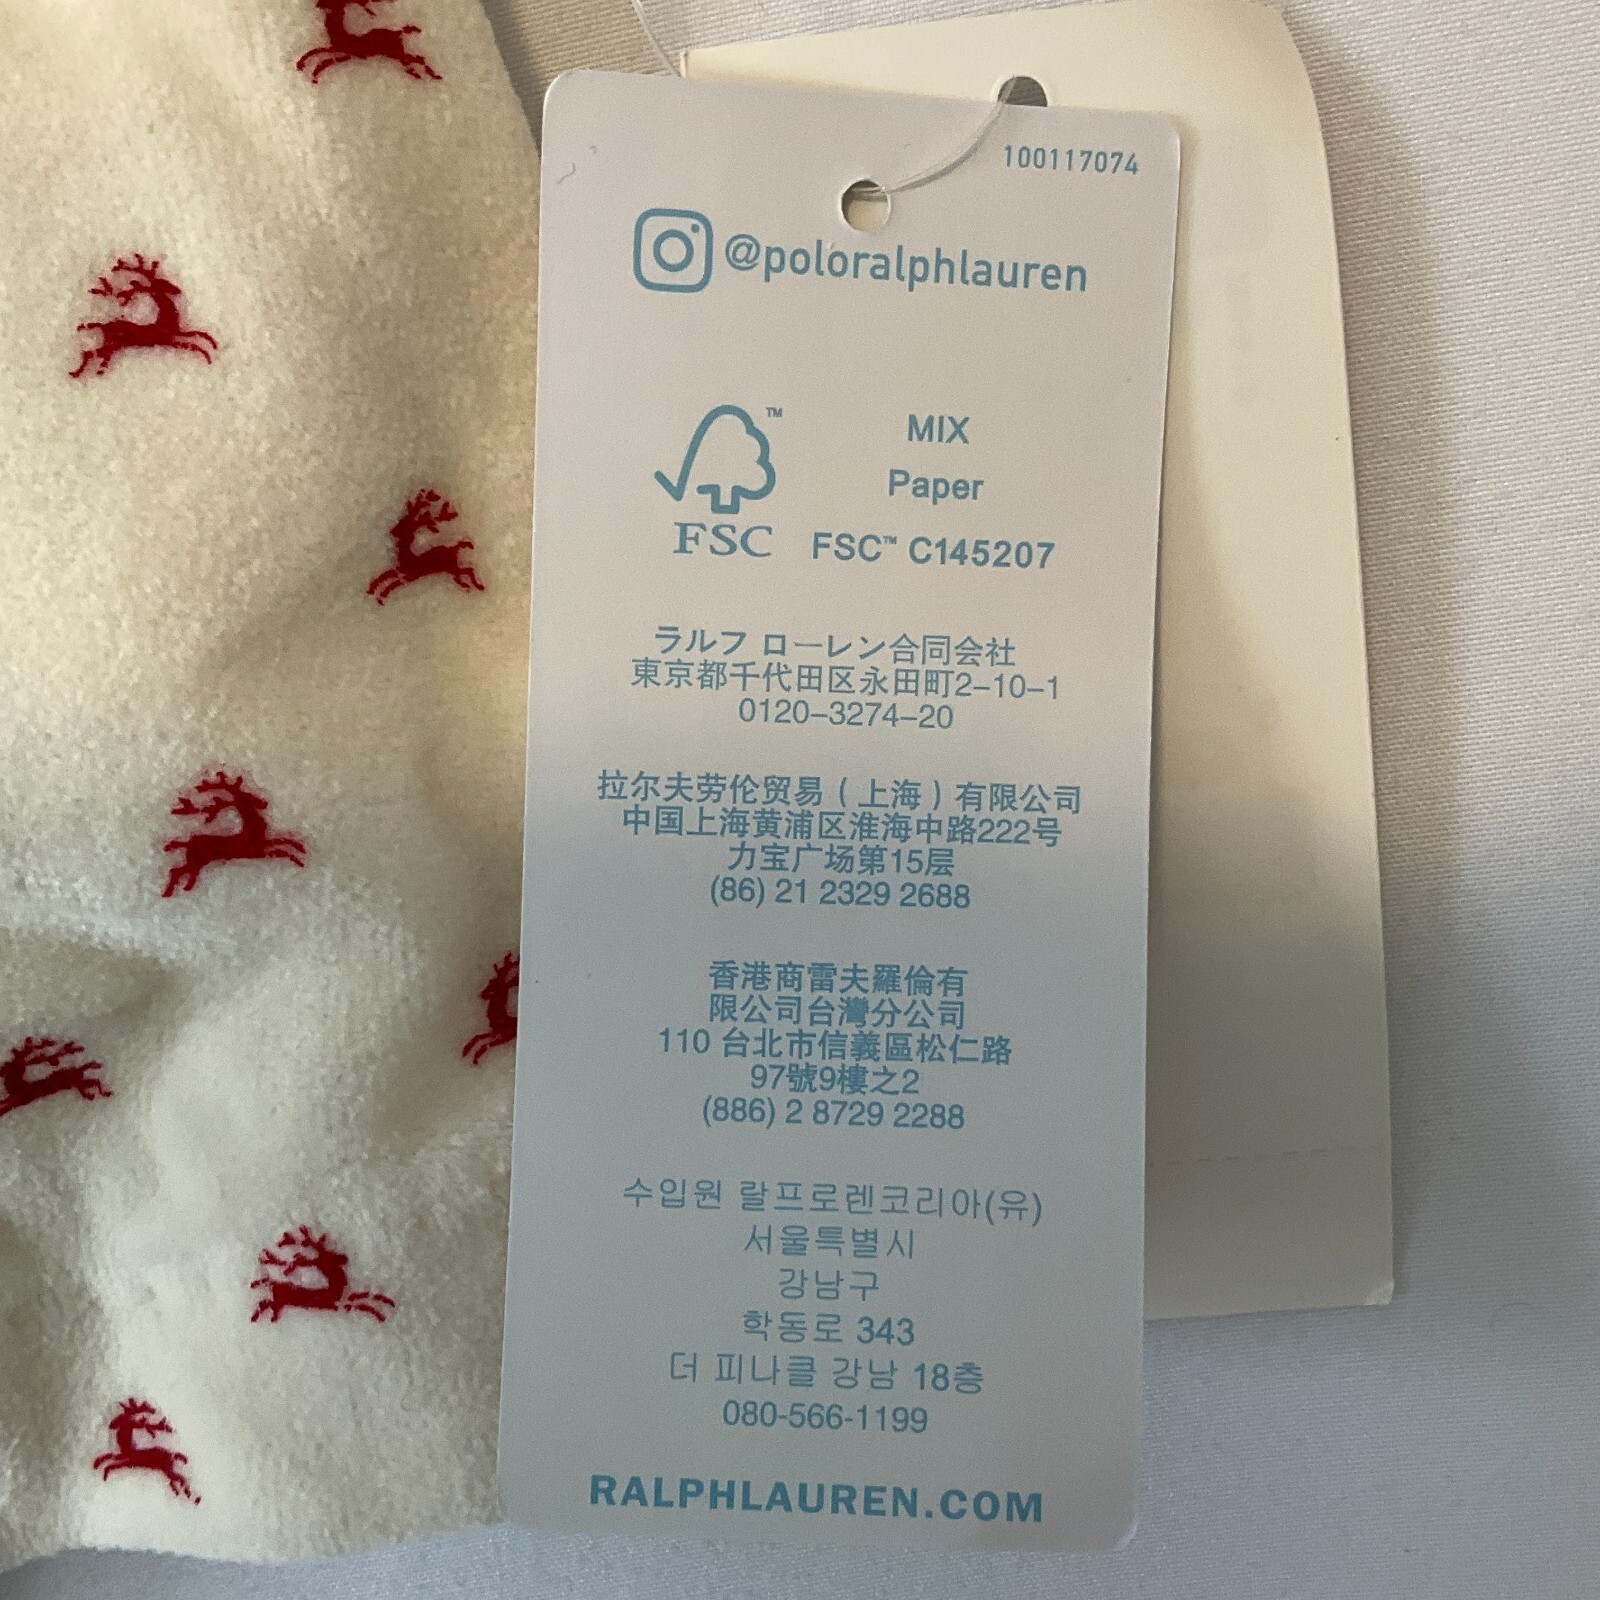 100117074
@poloralphlauren
MIX
Paper
FSC™ C145207
™
FSC
ラルフ ローレン合同会社
東京都千代田区永田町2–10–1
0120–3274–20
拉尔夫劳伦贸易(上海)有限公司
中国上海黄浦区淮海中路222号
力宝广场第15层
(86) 21 2329 2688
香港商雷夫羅倫有
限公司台灣分公司
110 台北市信義區松仁路
97號9樓之2
(886) 2 8729 2288
수입원 랄프로렌코리아(유)
서울특별시
강남구
학동로 343
더 피나클 강남 18층
080-566-1199
RALPHLAUREN.COM